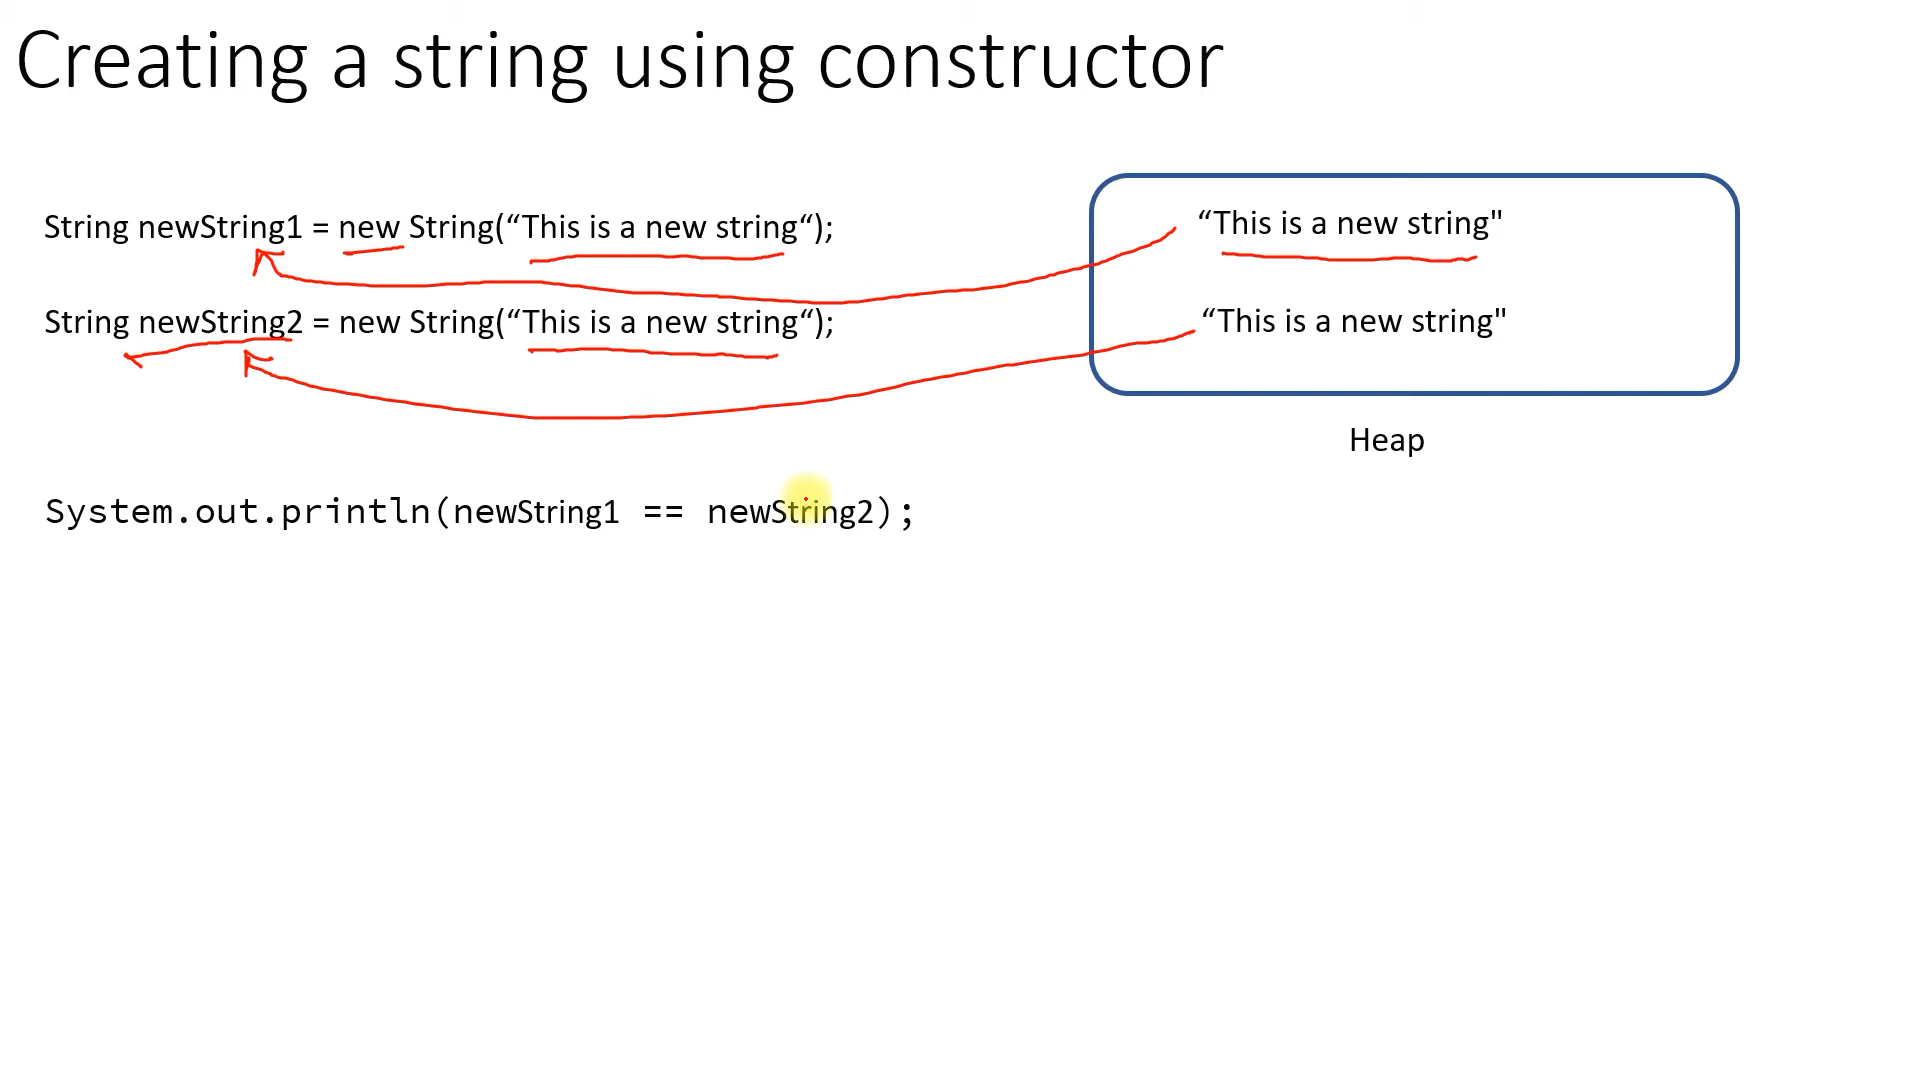 Creating a string using constructor
String newString1 = new String(“This is a new string“);
“This is a new string"
String newString2 = new String(“This is a new string“);
“This is a new string"
Heap
System.out.println(newString1 == newString2);